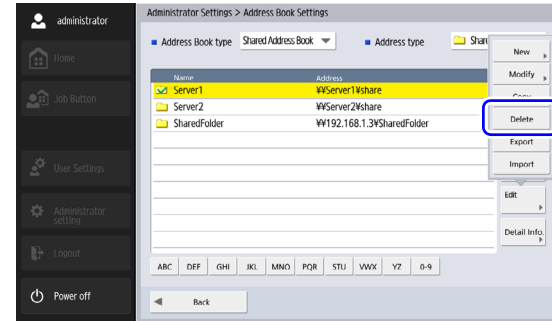 administrator
Administrator Settings > Address Book Settings
Home
Job Button
User Settings
Administrator
setting
Logout
Power off
Address Book type
Shared Address Book
Address type
Share
Name
Address
Server1
¥¥Server1¥share
Server2
¥¥Server2¥share
SharedFolder
¥¥192.168.1.3¥SharedFolder
New
Modify
Copy
Delete
Export
Import
Edit
Detail Info.
ABC
DEF
GHI
JKL
MNO
PQR
STU
VWX
YZ
0-9
Back